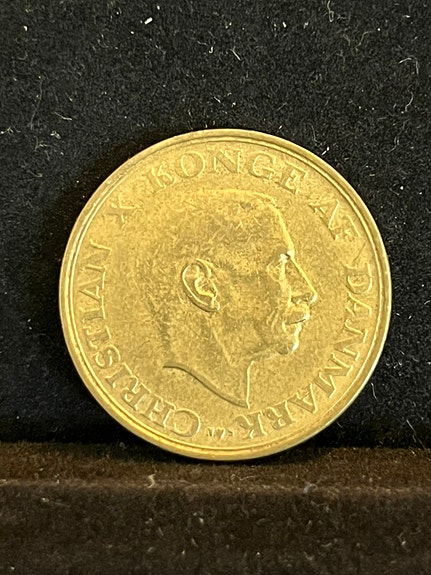 CHRISTIAN X KONGE AF DANMARK